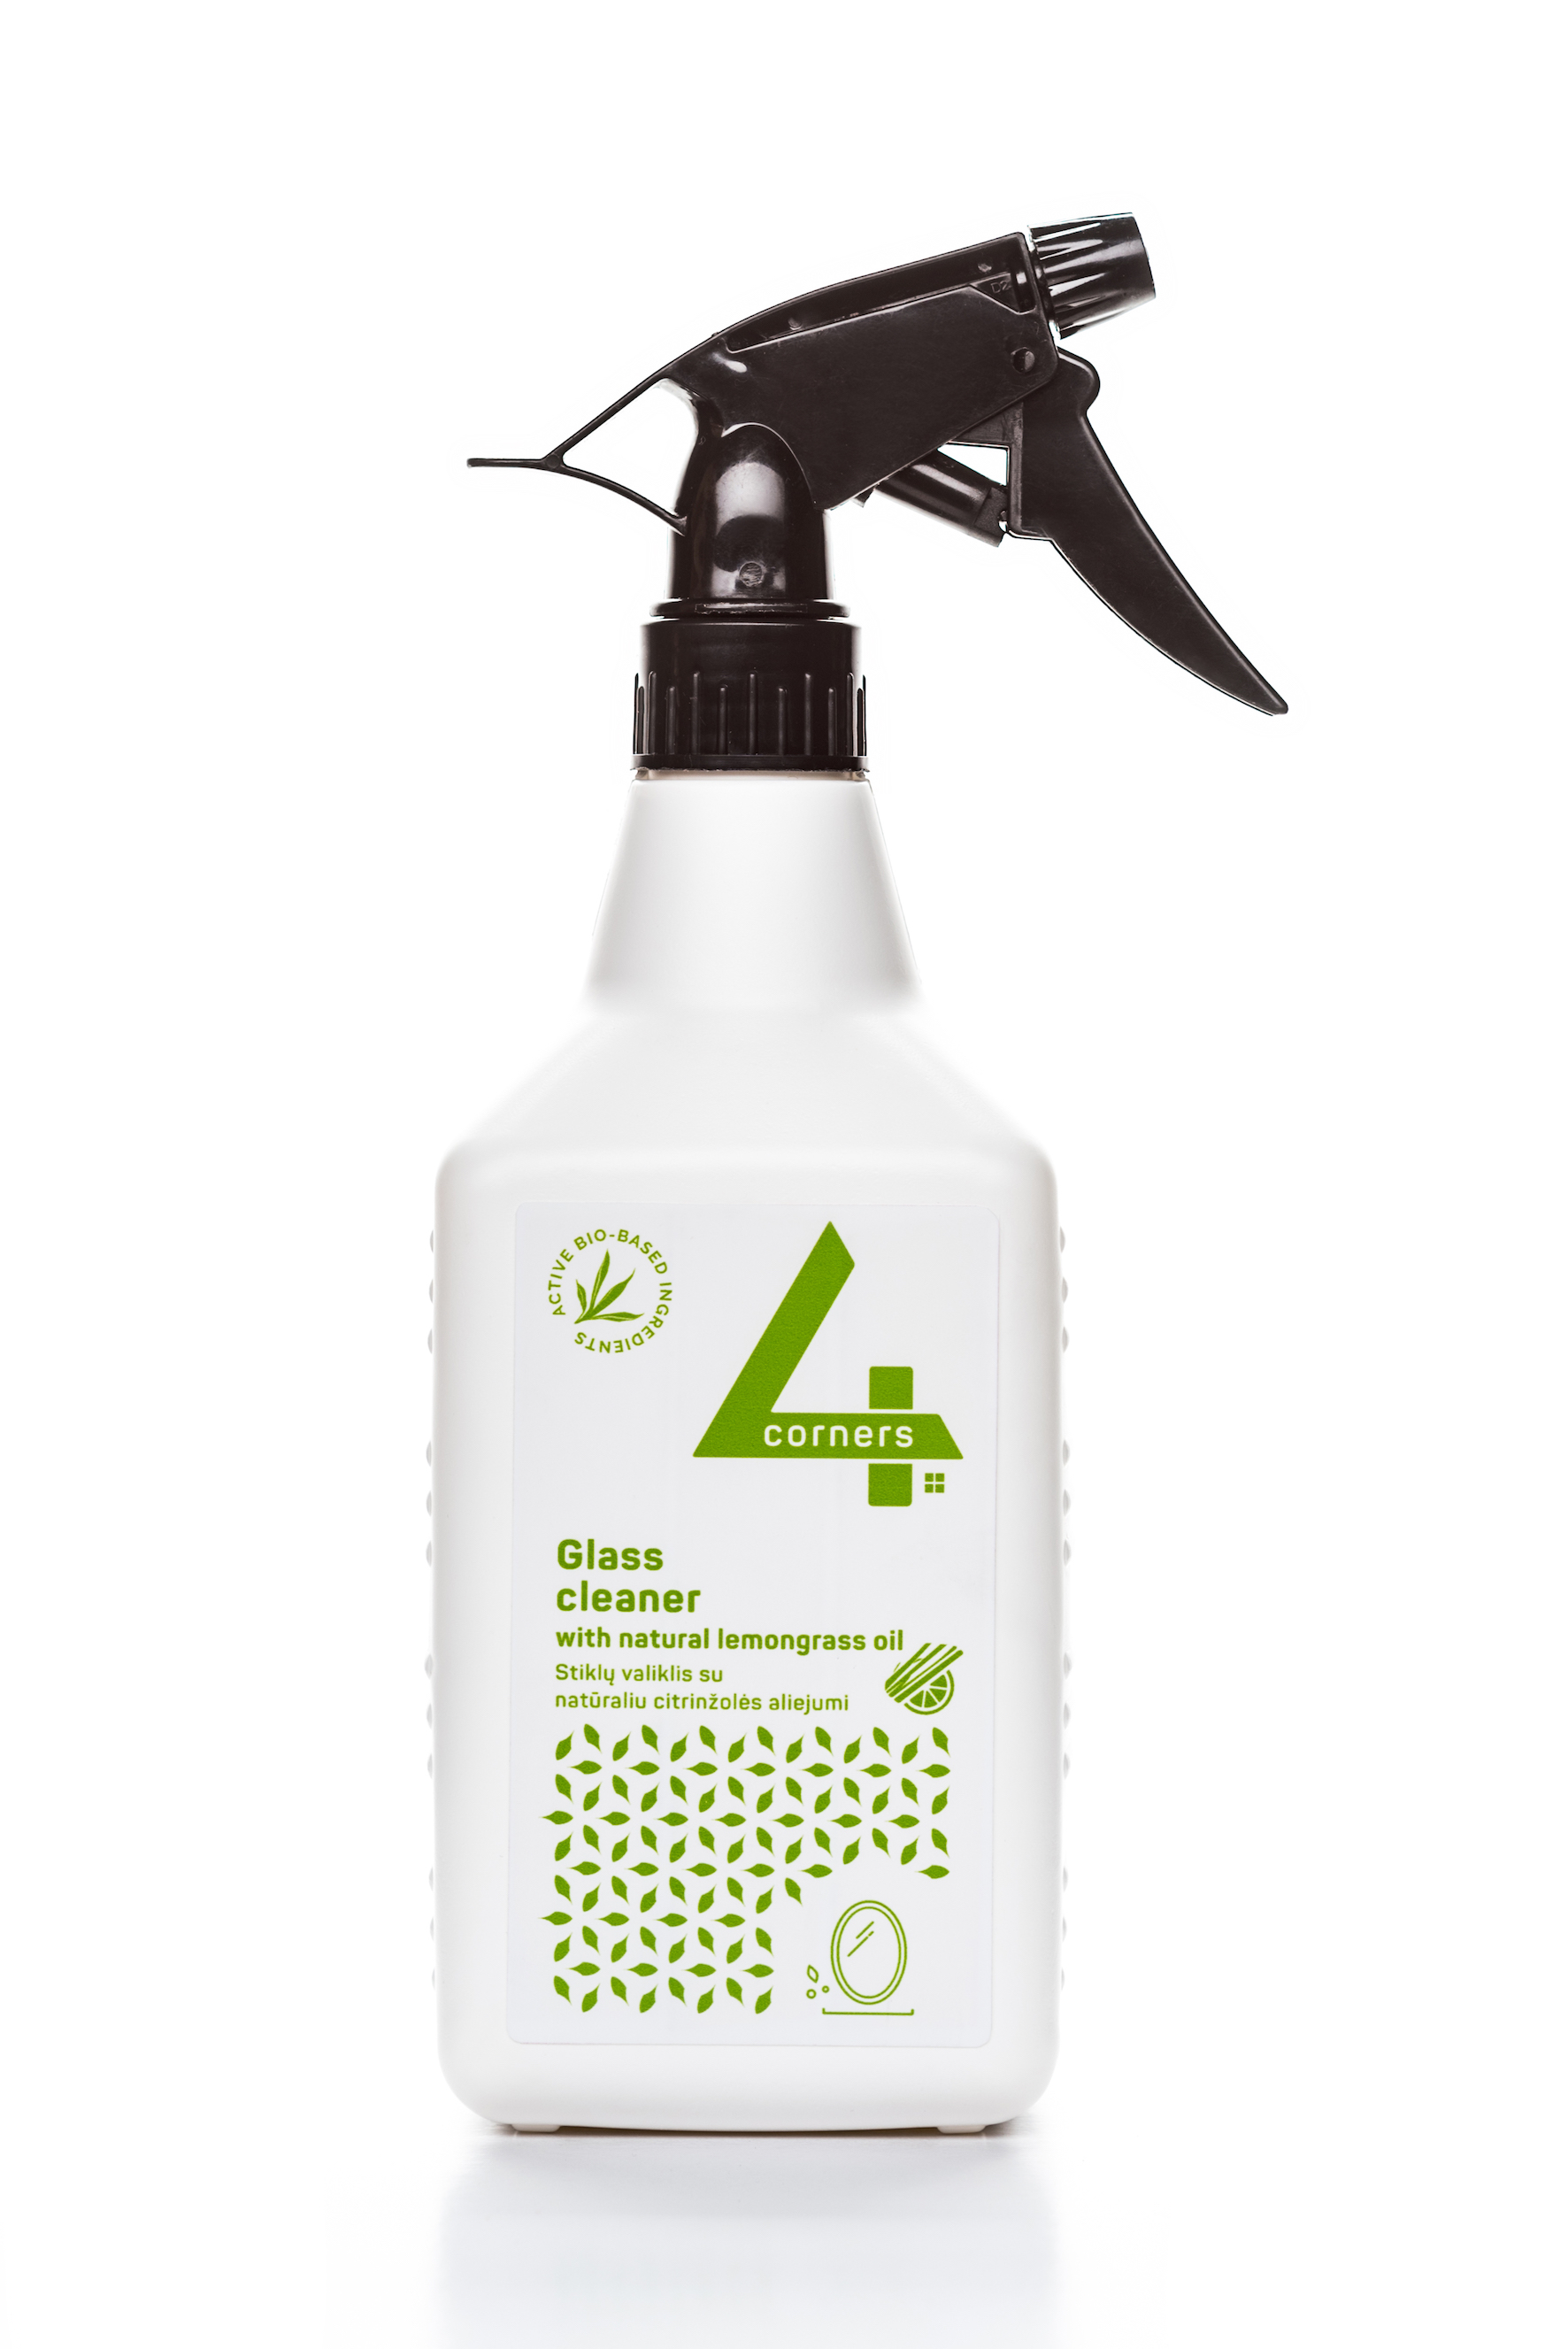 ACTIVE BIO-BASED INGREDIENTS
4
corners
Glass
cleaner
with natural lemongrass oil
Stiklų valiklis su
natūraliu citrinžolės aliejumi